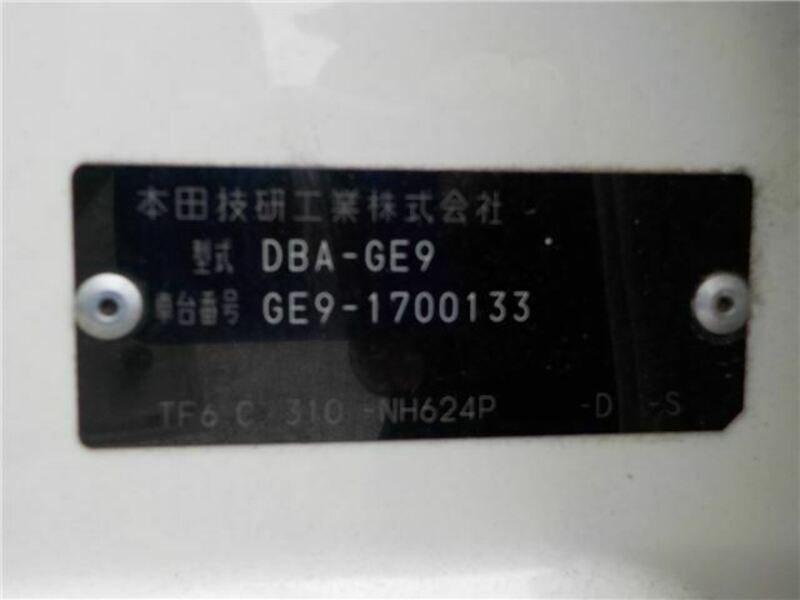 本田技研工業株式会社
型式 DBA-GE9
車台番号 GE9-1700133
TF6 C 310 -NH624P -D -S